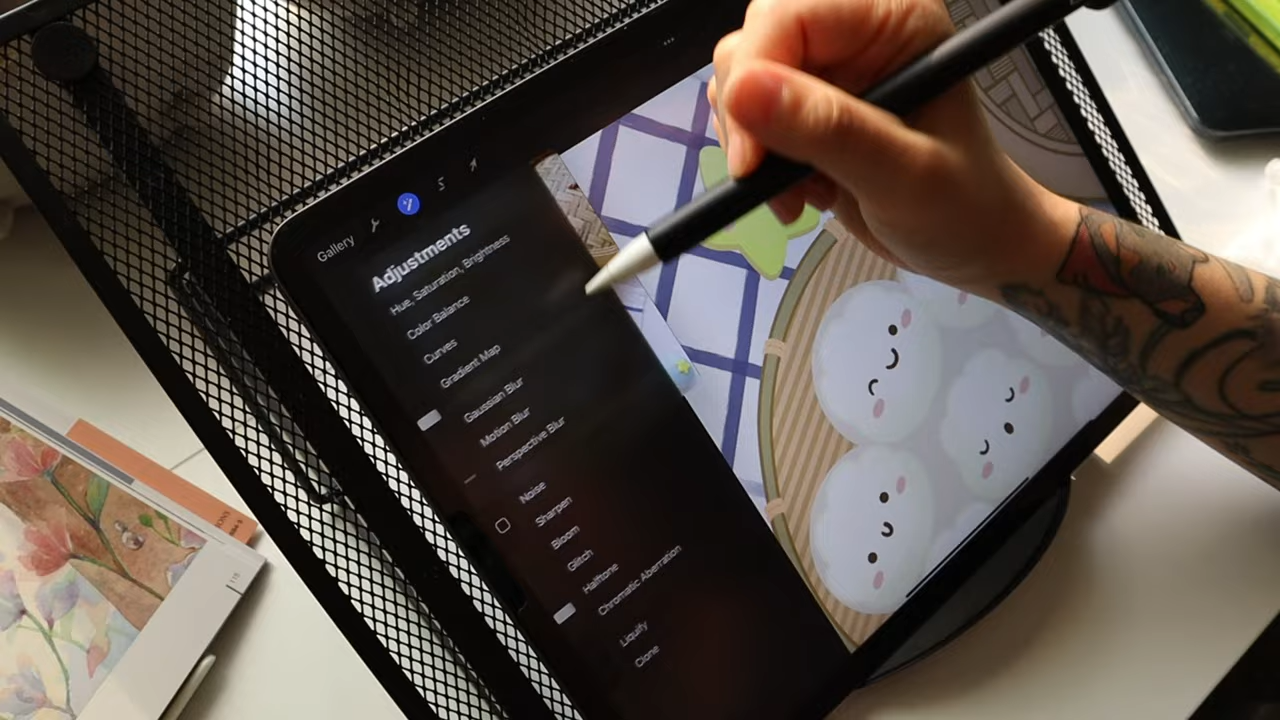 Gallery
Adjustments
Hue, Saturation, Brightness
Color Balance
Curves
Gradient Map
Gaussian Blur
Motion Blur
Perspective Blur
Noise
Sharpen
Bloom
Glitch
Halftone
Chromatic Aberration
Liquify
Clone